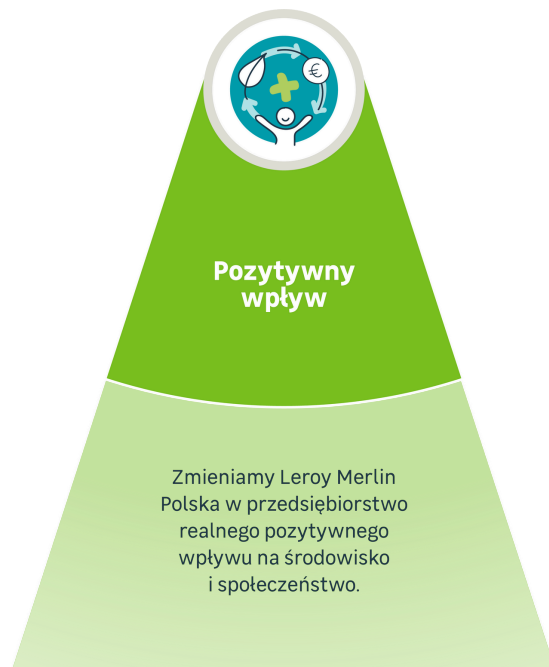 €
Pozytywny
wpływ
Zmieniamy Leroy Merlin
Polska w przedsiębiorstwo
realnego pozytywnego
wpływu na środowisko
i społeczeństwo.